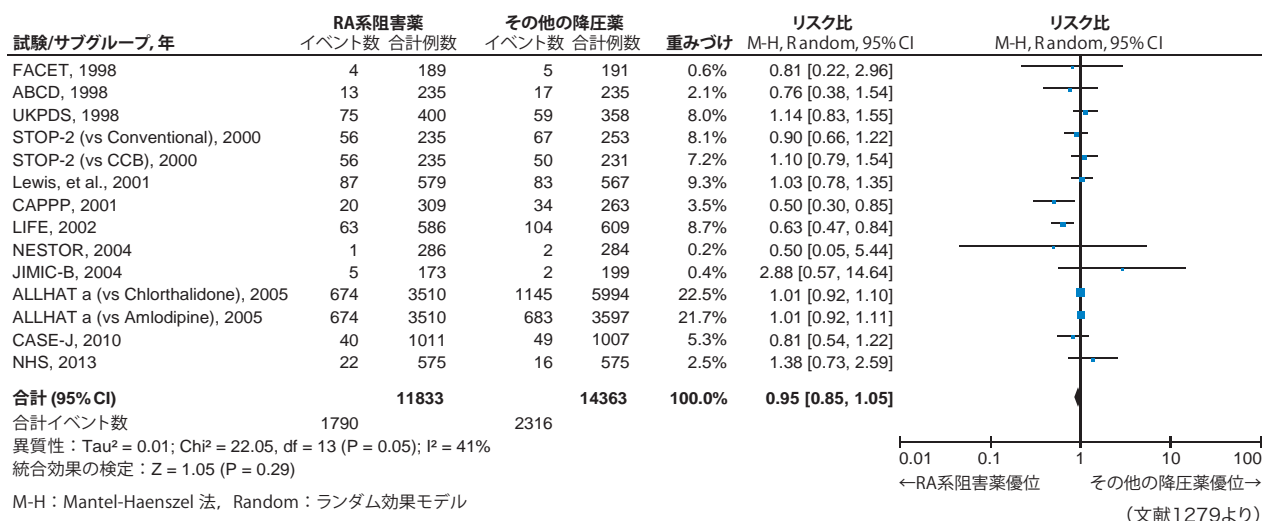 RA系阻害薬 その他の降圧薬 リスク比 リスク比
試験/サブグループ, 年 イベント数 合計例数 イベント数 合計例数 重みづけ M-H, Random, 95% CI M-H, Random, 95% CI
FACET, 1998 4 189 5 191 0.6% 0.81 [0.22, 2.96]
ABCD, 1998 13 235 17 235 2.1% 0.76 [0.38, 1.54]
UKPDS, 1998 75 400 59 358 8.0% 1.14 [0.83, 1.55]
STOP-2 (vs Conventional), 2000 56 235 67 253 8.1% 0.90 [0.66, 1.22]
STOP-2 (vs CCB), 2000 56 235 50 231 7.2% 1.10 [0.79, 1.54]
Lewis, et al., 2001 87 579 83 567 9.3% 1.03 [0.78, 1.35]
CAPPP, 2001 20 309 34 263 3.5% 0.50 [0.30, 0.85]
LIFE, 2002 63 586 104 609 8.7% 0.63 [0.47, 0.84]
NESTOR, 2004 1 286 2 284 0.2% 0.50 [0.05, 5.44]
JIMIC-B, 2004 5 173 2 199 0.4% 2.88 [0.57, 14.64]
ALLHAT a (vs Chlorthalidone), 2005 674 3510 1145 5994 22.5% 1.01 [0.92, 1.10]
ALLHAT a (vs Amlodipine), 2005 674 3510 683 3597 21.7% 1.01 [0.92, 1.11]
CASE-J, 2010 40 1011 49 1007 5.3% 0.81 [0.54, 1.22]
NHS, 2013 22 575 16 575 2.5% 1.38 [0.73, 2.59]
合計 (95% CI) 11833 14363 100.0% 0.95 [0.85, 1.05]
合計イベント数 1790 2316
異質性：Tau² = 0.01; Chi² = 22.05, df = 13 (P = 0.05); I² = 41%
統合効果の検定：Z = 1.05 (P = 0.29)
0.01 0.1 1 10 100
←RA系阻害薬優位 その他の降圧薬優位→
M-H：Mantel-Haenszel 法，Random：ランダム効果モデル
（文献1279より）